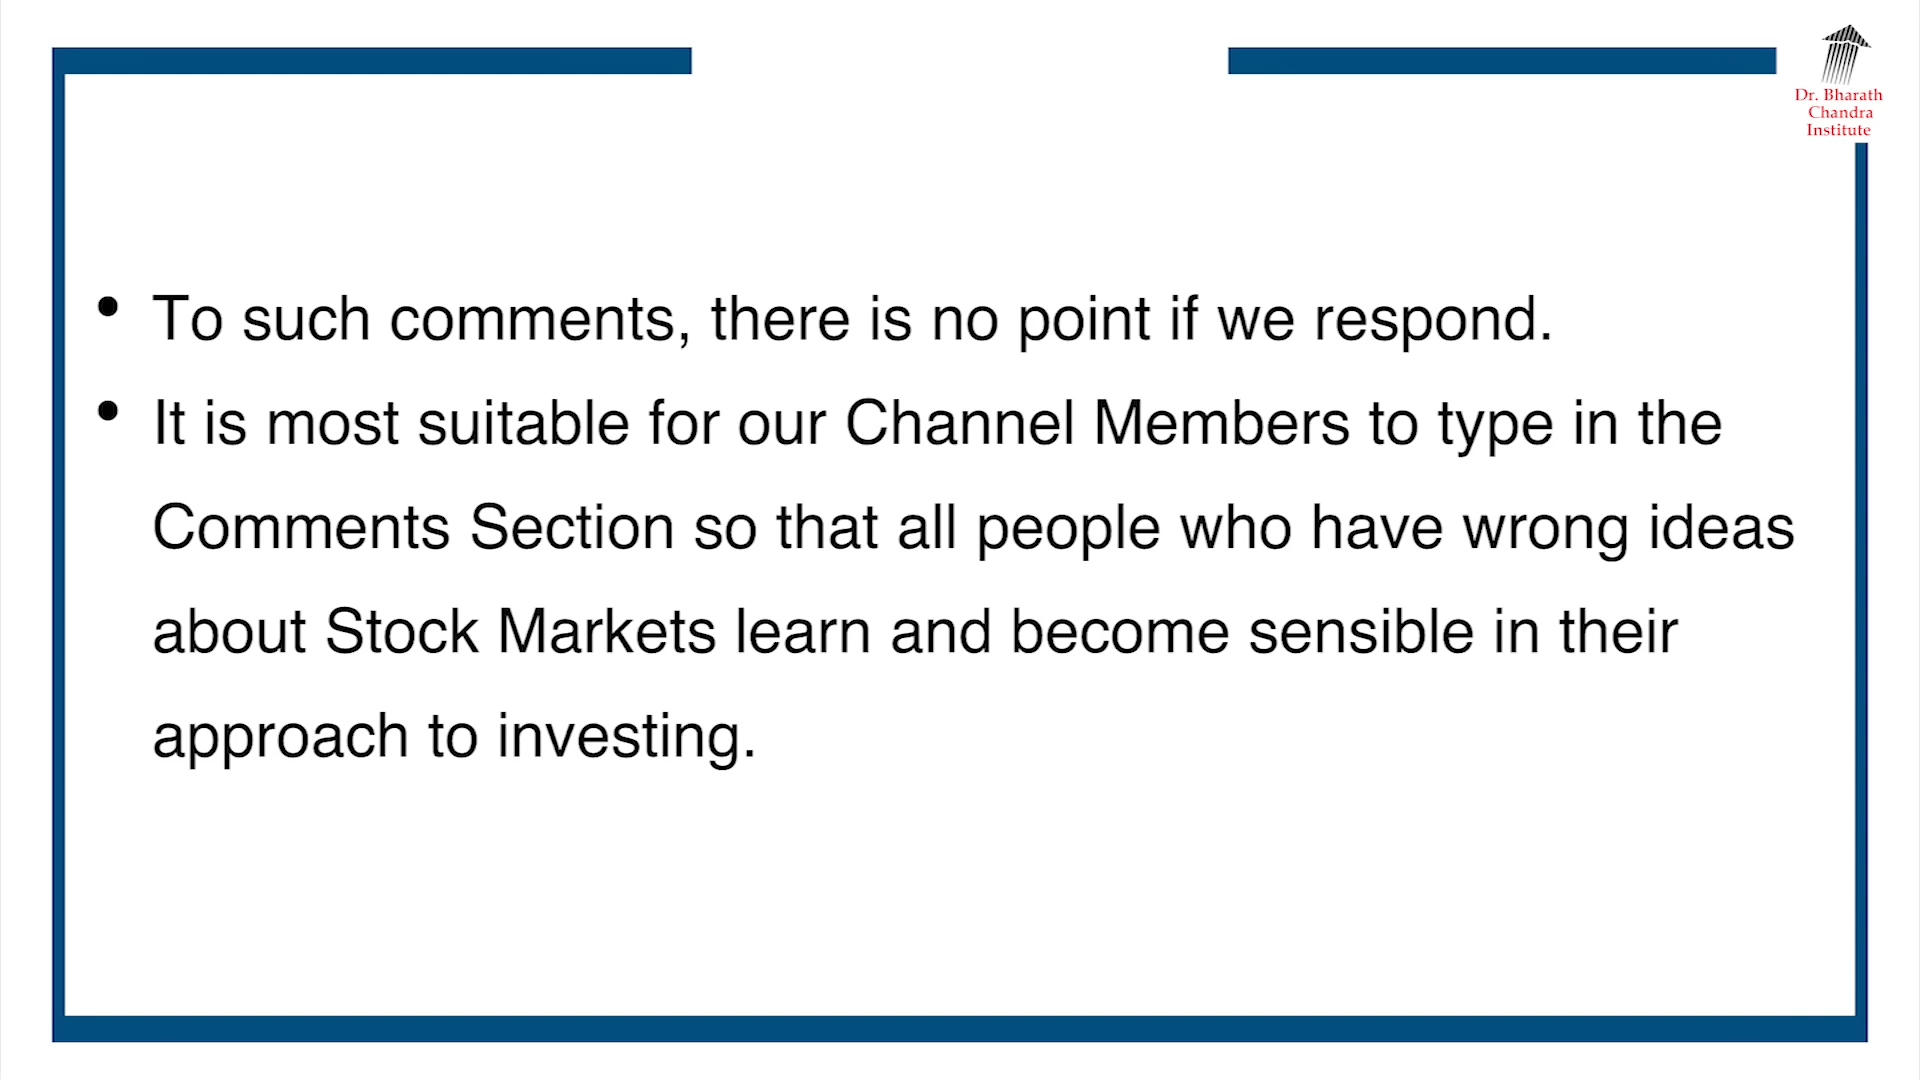 Dr. Bharath
Chandra
Institute
• To such comments, there is no point if we respond.
• It is most suitable for our Channel Members to type in the
Comments Section so that all people who have wrong ideas
about Stock Markets learn and become sensible in their
approach to investing.